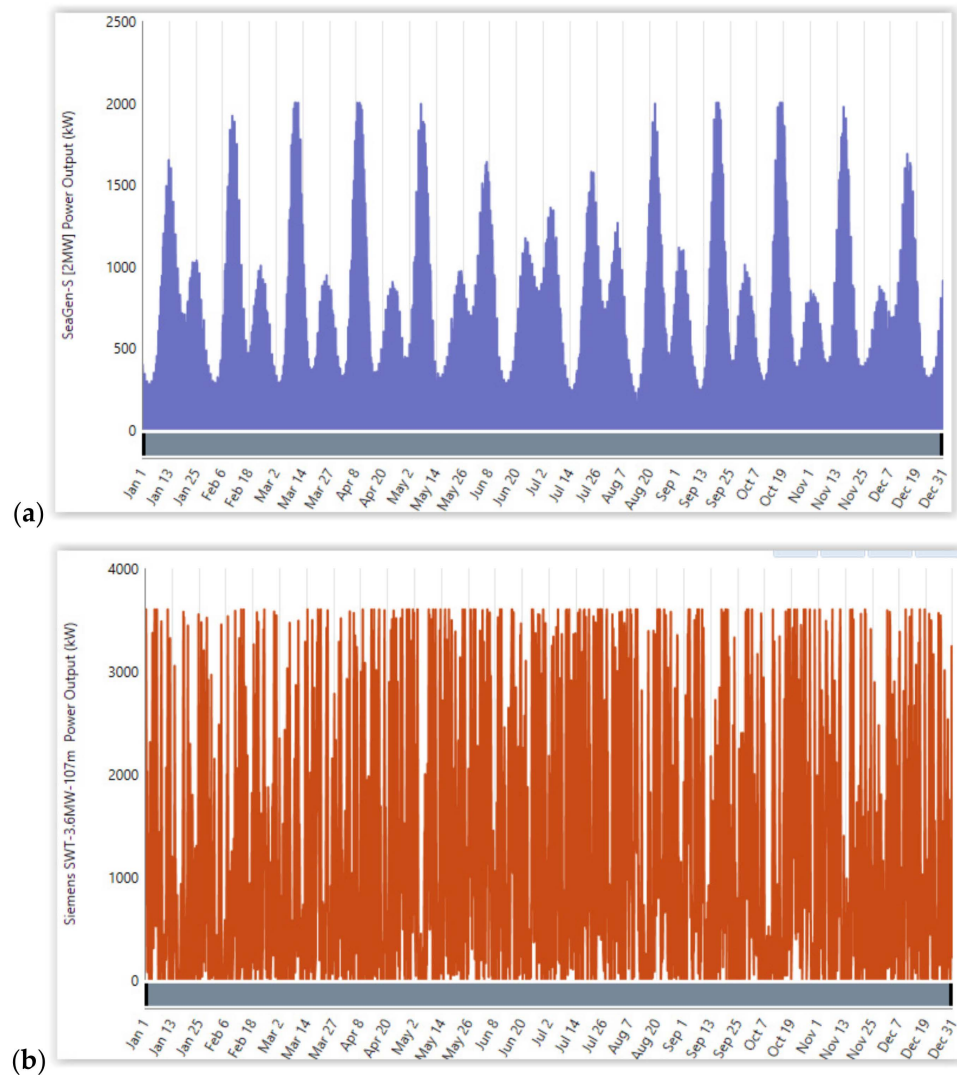 2500
2000
1500
1000
500
0
SeaGen-S [2MW] Power Output (kW)
Jan 1 Jan 13 Jan 25 Feb 6 Feb 18 Mar 2 Mar 14 Mar 27 Apr 8 Apr 20 May 2 May 14 May 26 Jun 8 Jun 20 Jul 2 Jul 14 Jul 26 Aug 7 Aug 20 Sep 1 Sep 13 Sep 25 Oct 7 Oct 19 Nov 1 Nov 13 Nov 25 Dec 7 Dec 19 Dec 31
(a)
4000
3000
2000
1000
0
Siemens SWT-3.6MW-107m Power Output (kW)
Jan 1 Jan 13 Jan 25 Feb 6 Feb 18 Mar 2 Mar 14 Mar 27 Apr 8 Apr 20 May 2 May 14 May 26 Jun 8 Jun 20 Jul 2 Jul 14 Jul 26 Aug 7 Aug 20 Sep 1 Sep 13 Sep 25 Oct 7 Oct 19 Nov 1 Nov 13 Nov 25 Dec 7 Dec 19 Dec 31
(b)